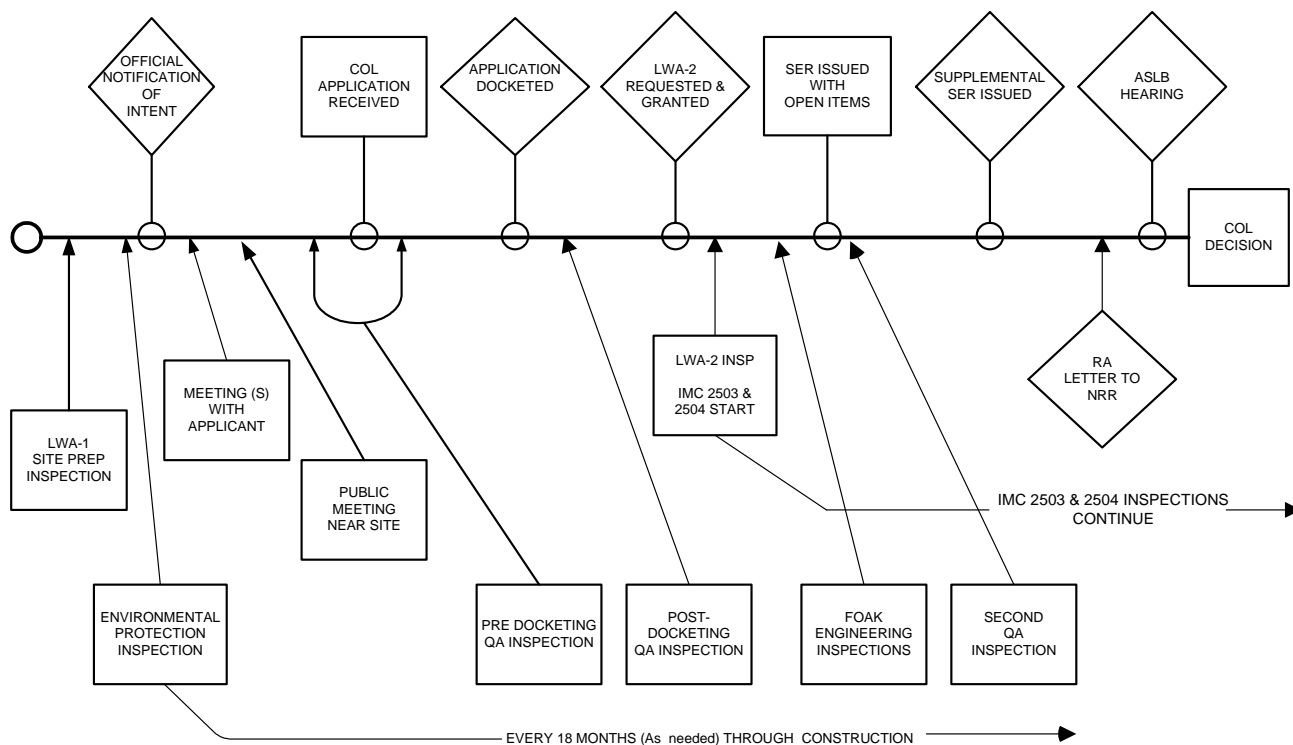 OFFICIAL
NOTIFICATION
OF
INTENT
COL
APPLICATION
RECEIVED
APPLICATION
DOCKETED
LWA-2
REQUESTED &
GRANTED
SER ISSUED
WITH
OPEN ITEMS
SUPPLEMENTAL
SER ISSUED
ASLB
HEARING
COL
DECISION
LWA-1
SITE PREP
INSPECTION
MEETING (S)
WITH
APPLICANT
PUBLIC
MEETING
NEAR SITE
LWA-2 INSP
IMC 2503 &
2504 START
RA
LETTER TO
NRR
IMC 2503 & 2504 INSPECTIONS
CONTINUE
ENVIRONMENTAL
PROTECTION
INSPECTION
PRE DOCKETING
QA INSPECTION
POST-
DOCKETING
QA INSPECTION
FOAK
ENGINEERING
INSPECTIONS
SECOND
QA
INSPECTION
EVERY 18 MONTHS (As needed) THROUGH CONSTRUCTION